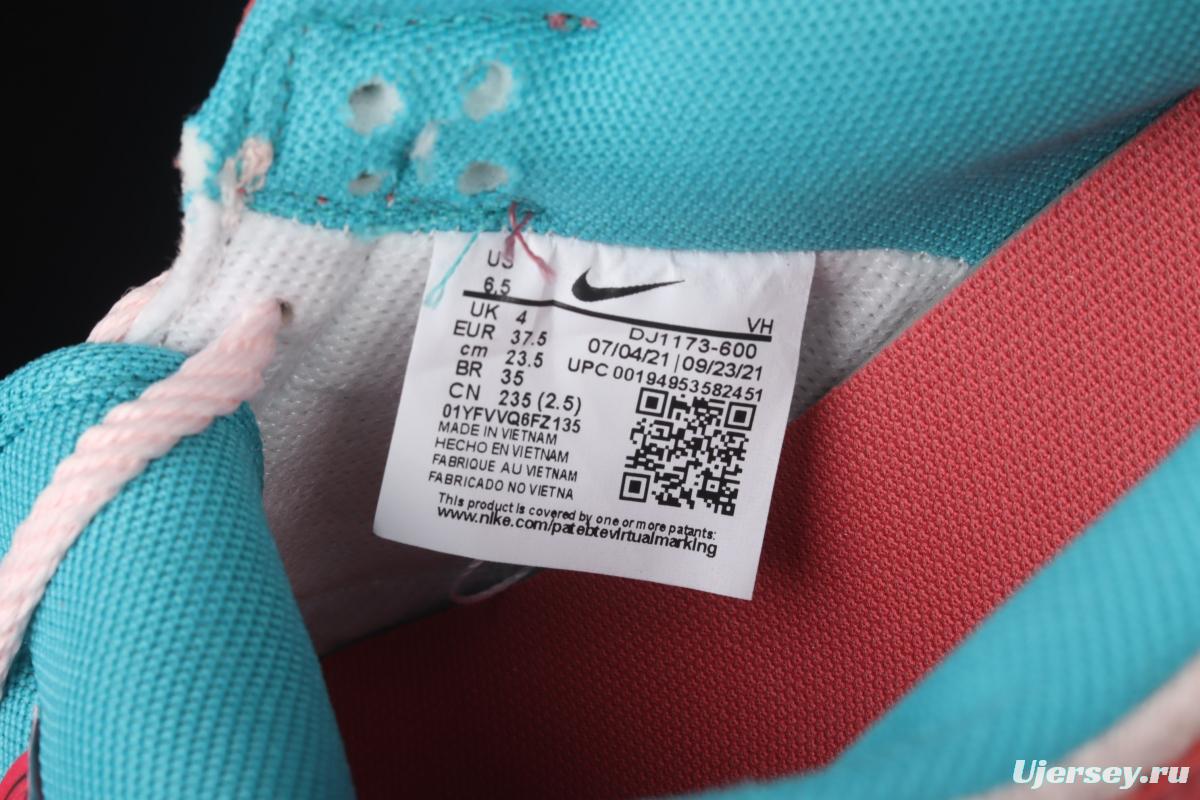 US
6.5
UK 4
EUR 37.5
cm 23.5
BR 35
CN 235 (2.5)
01YFVVQ6FZ135
MADE IN VIETNAM
HECHO EN VIETNAM
FABRIQUE AU VIETNAM
FABRICADO NO VIETNA
VH
DJ1173-600
07/04/21 | 09/23/21
UPC 00194953582451
This product is covered by one or more patants:
www.nike.com/patebtevirtualmarking
Ujersey.ru